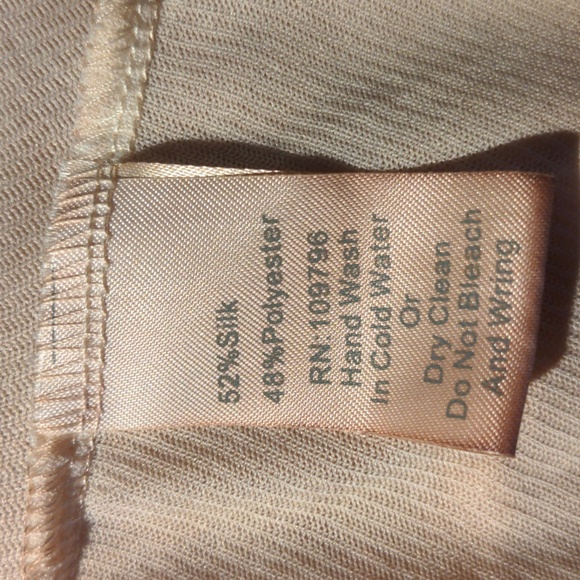 52%Silk
48%Polyester
RN:109796
Hand Wash
In Cold Water
Or
Dry Clean
Do Not Bleach
And Wring